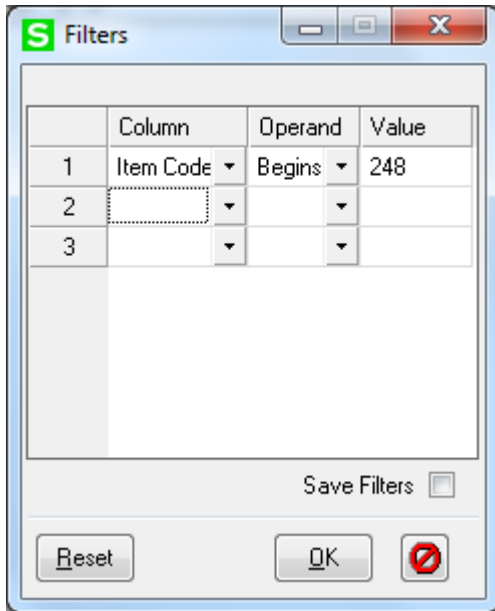 S Filters
Column Operand Value
1 Item Code Begins 248
2
3
Save Filters
Reset OK